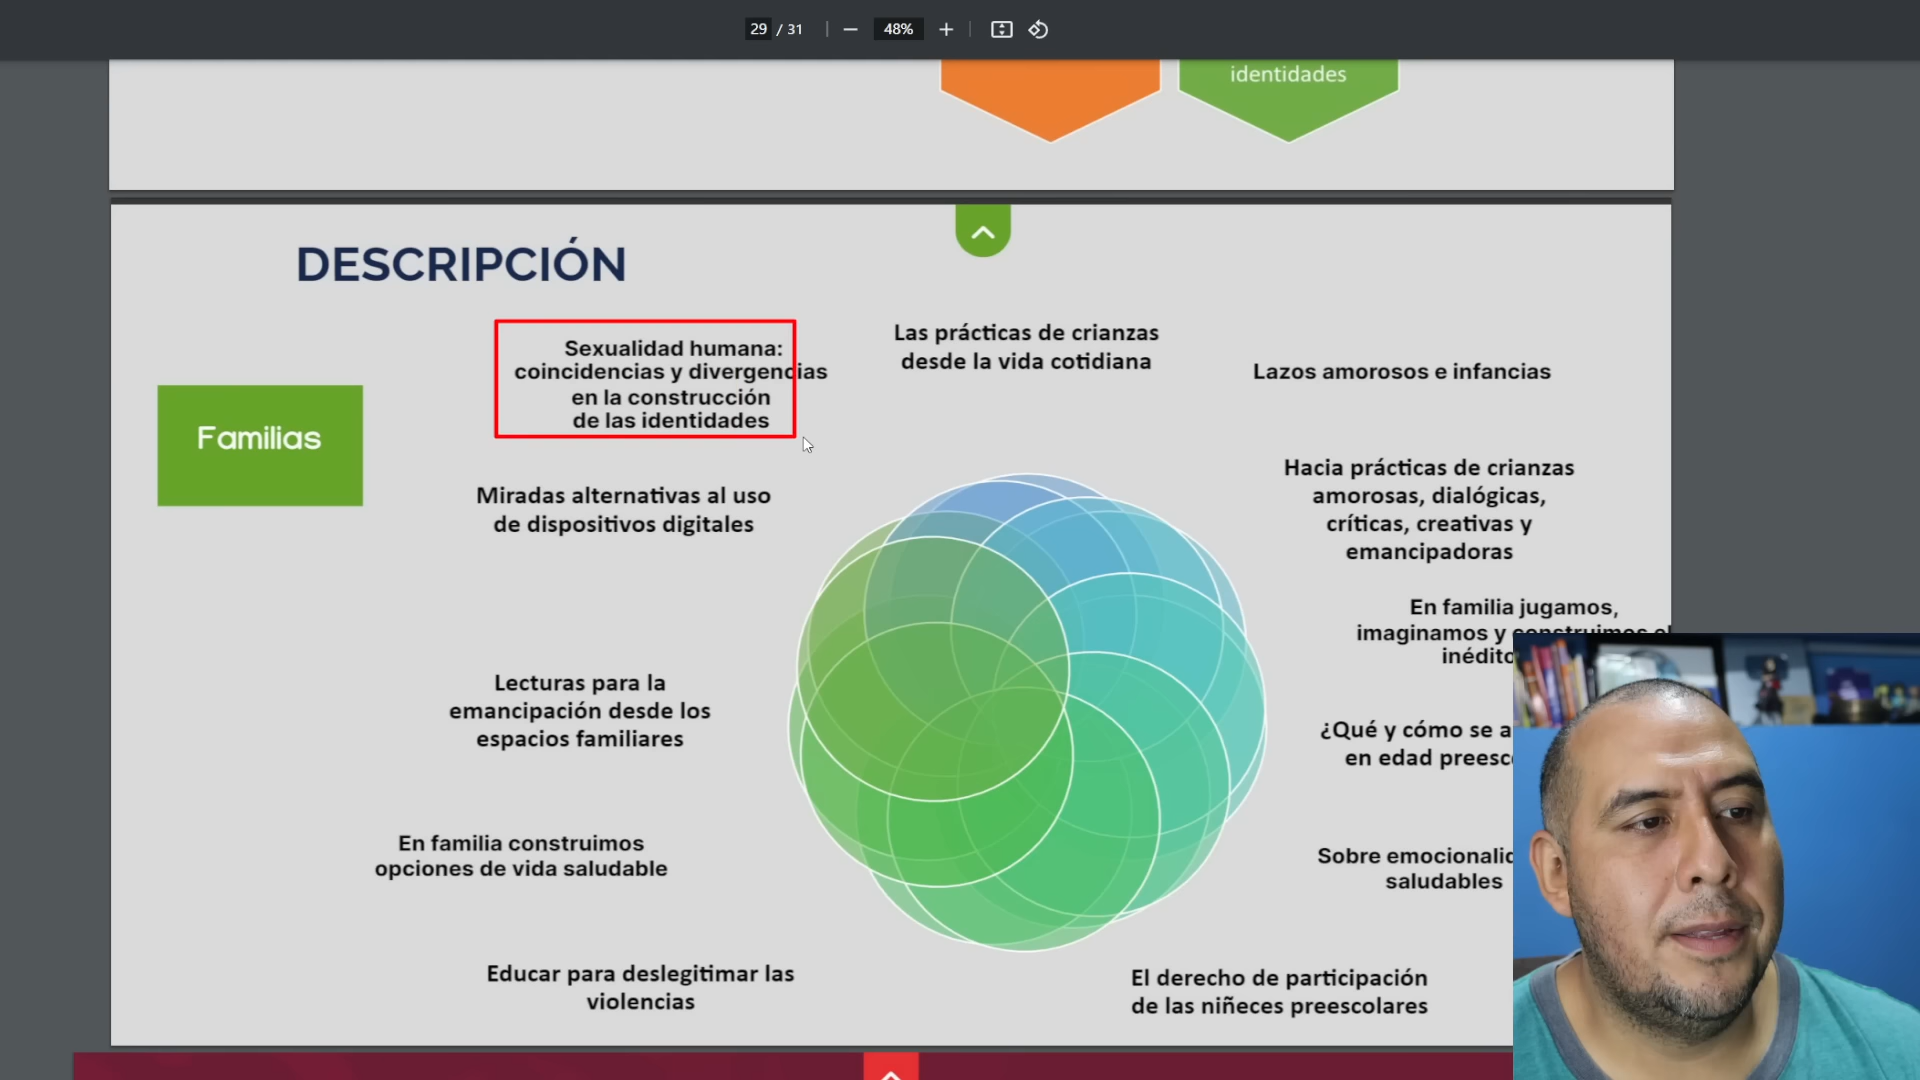 29 / 31
48%
identidades
DESCRIPCIÓN
Familias
Sexualidad humana:
coincidencias y divergencias
en la construcción
de las identidades
Las prácticas de crianzas
desde la vida cotidiana
Lazos amorosos e infancias
Hacia prácticas de crianzas
amorosas, dialógicas,
críticas, creativas y
emancipadoras
Miradas alternativas al uso
de dispositivos digitales
En familia jugamos,
imaginamos y construimos el
Lecturas para la
emancipación desde los
espacios familiares
¿Qué y cómo se
en edad
En familia construimos
opciones de vida saludable
Sobre
saludables
Educar para deslegitimar las
violencias
El derecho de participación
de las niñeces preescolares